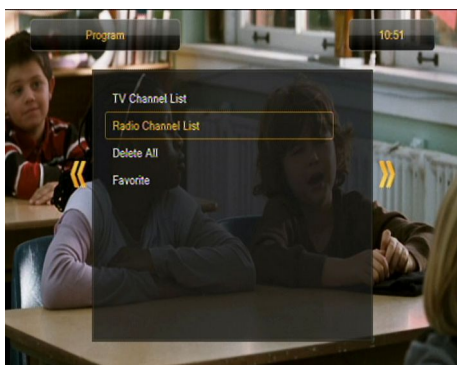 Program
10:51
TV Channel List
Radio Channel List
Delete All
Favorite